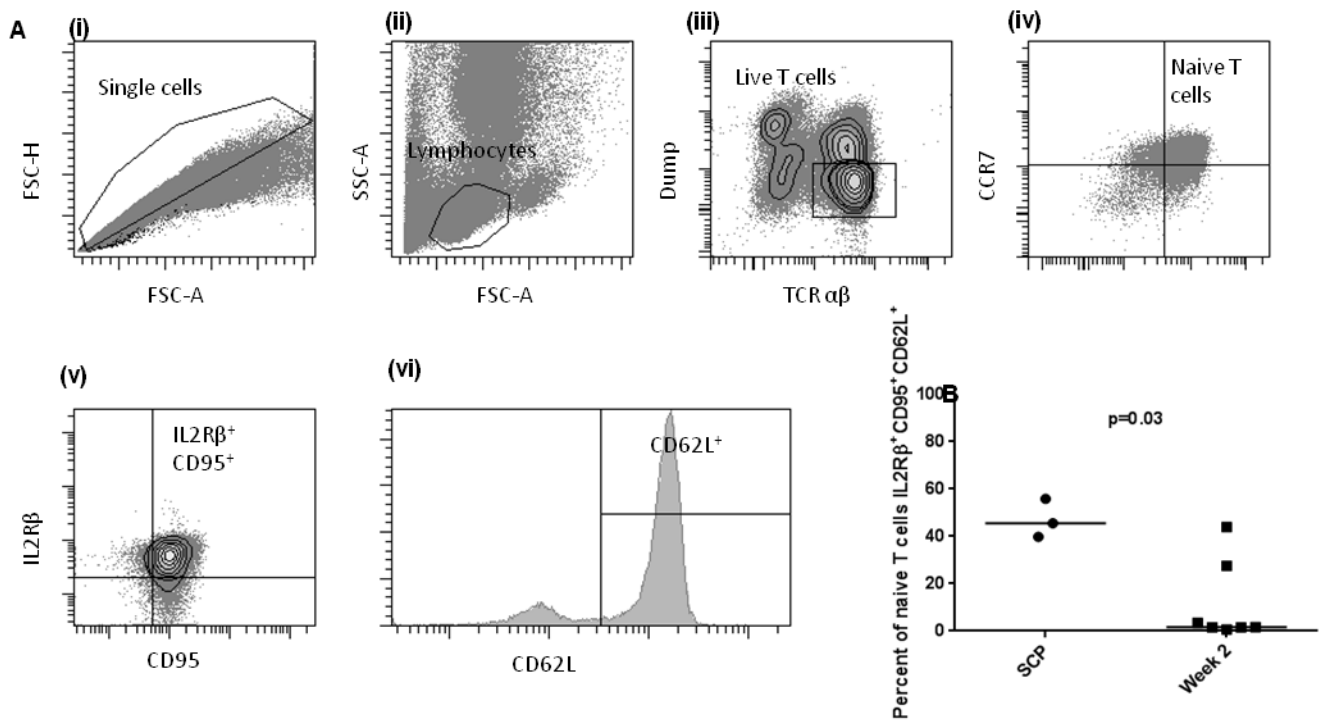 A
(i)
Single cells
FSC-H
FSC-A
(ii)
Lymphocytes
SSC-A
FSC-A
(iii)
Live T cells
Dump
TCR αβ
(iv)
Naive T
cells
CCR7
(v)
IL2Rβ⁺
CD95⁺
IL2Rβ
CD95
(vi)
CD62L⁺
CD62L
B
Percent of naive T cells IL2Rβ⁺ CD95⁺ CD62L⁺
100
80
60
40
20
0
p=0.03
SCP
Week 2